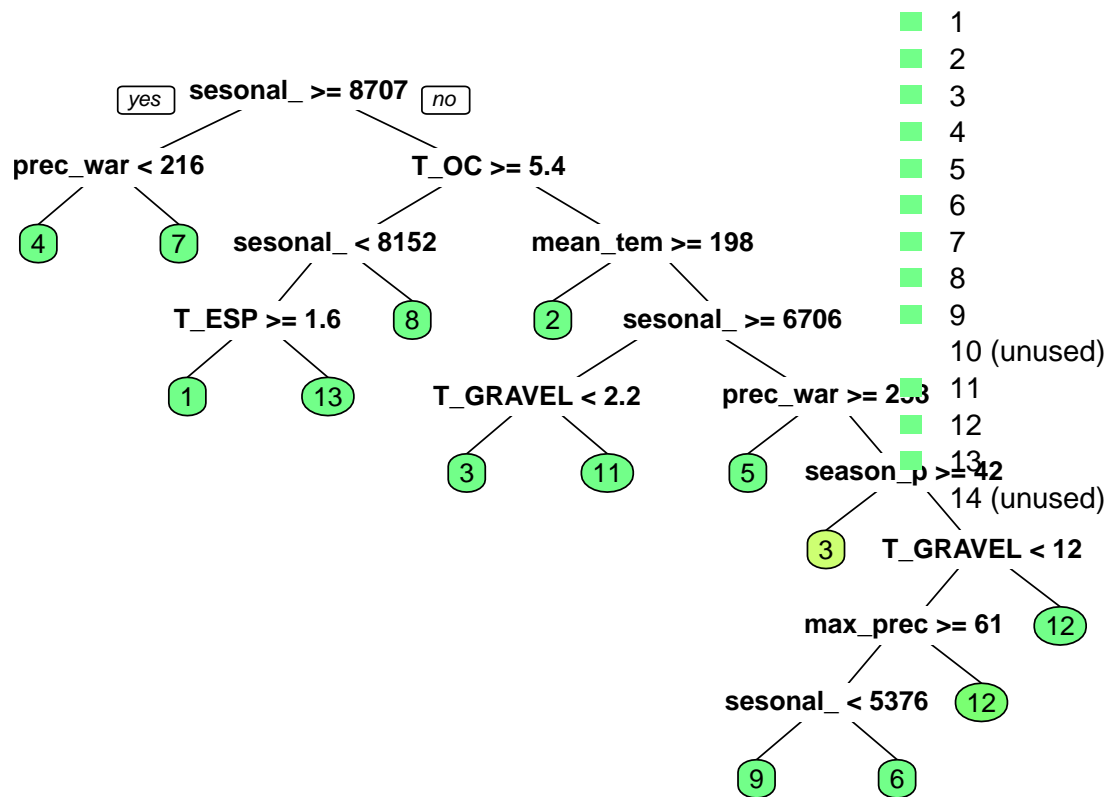 1
2
3
4
5
6
7
8
9
10 (unused)
11
12
13
14 (unused)
yes sesonal_ >= 8707 no
prec_war < 216 T_OC >= 5.4
4 7 sesonal_ < 8152 mean_tem >= 198
T_ESP >= 1.6 8 2 sesonal_ >= 6706
1 13 T_GRAVEL < 2.2 prec_war >=
3 11 5 season_p >= 42
3 T_GRAVEL < 12
max_prec >= 61 12
sesonal_ < 5376 12
9 6